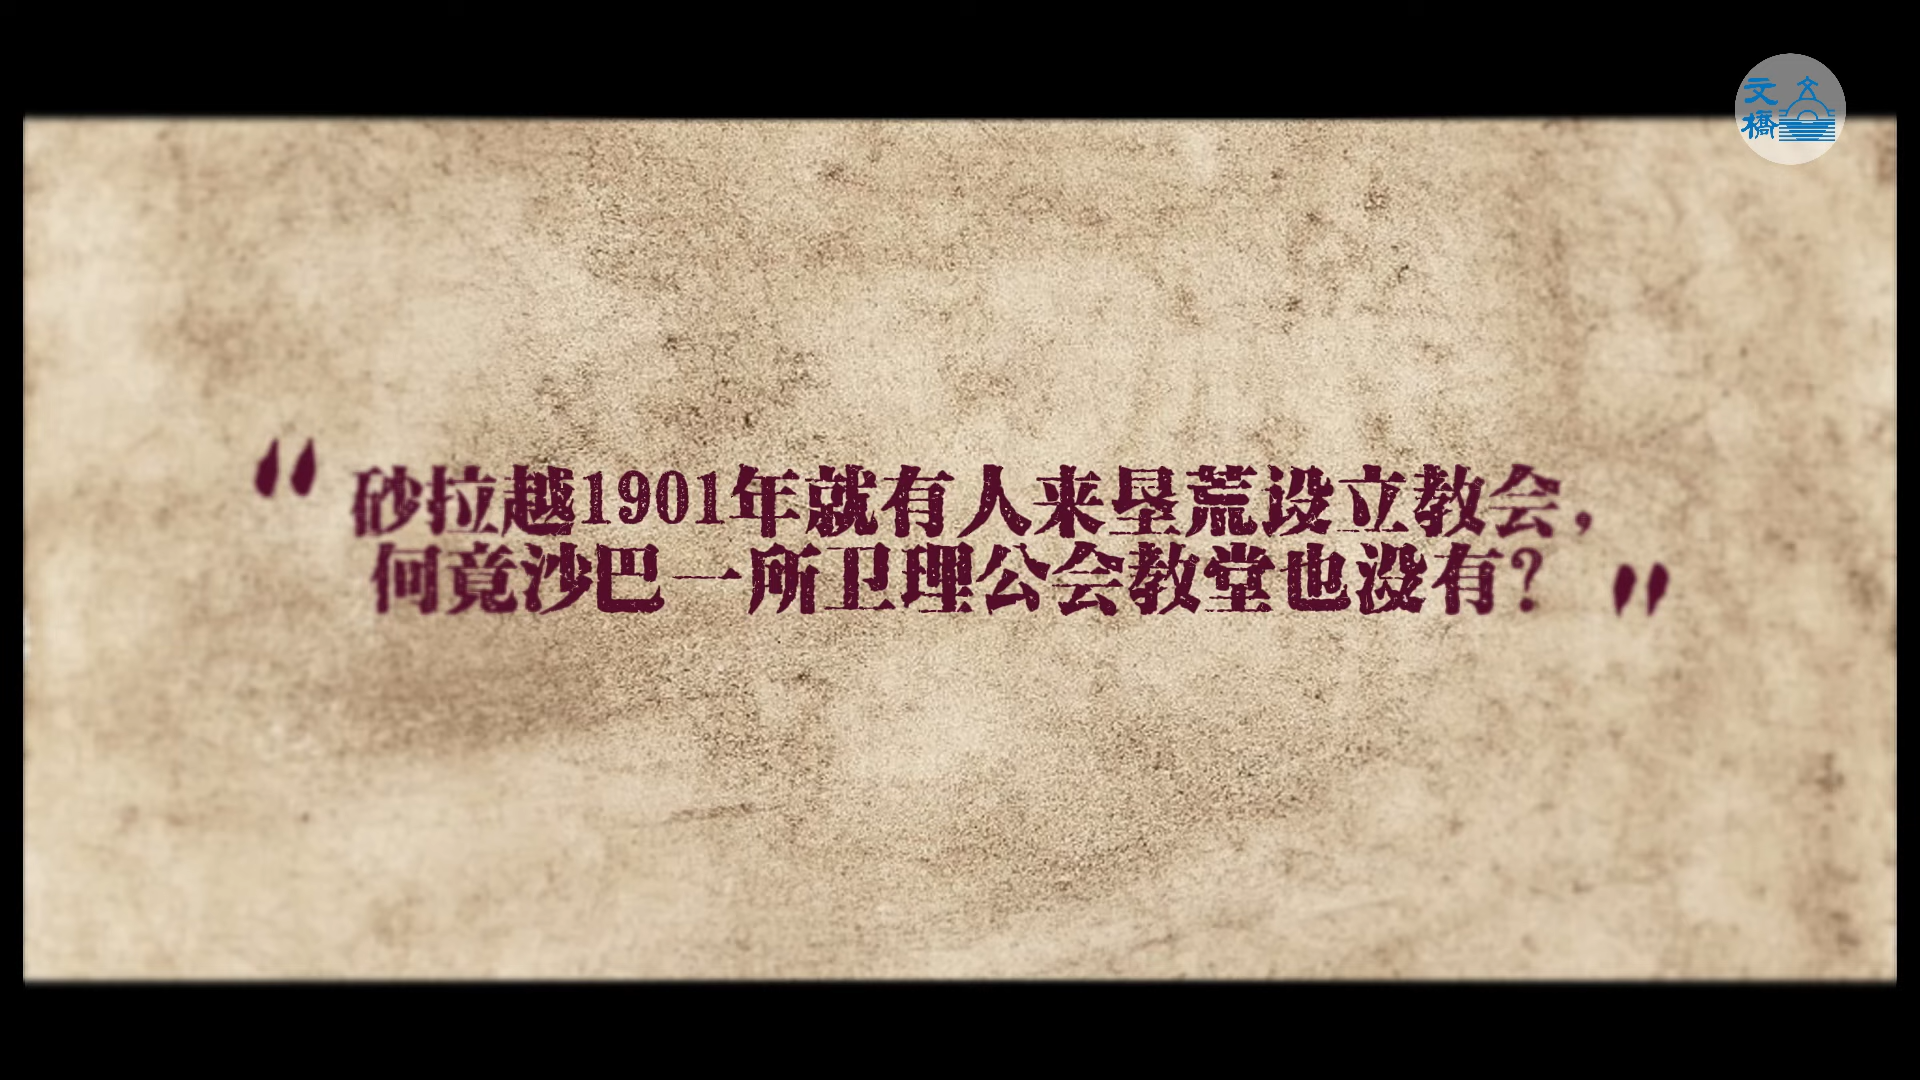 文橋
“砂拉越1901年就有人来垦荒设立教会，
何竟沙巴一所卫理公会教堂也没有？”